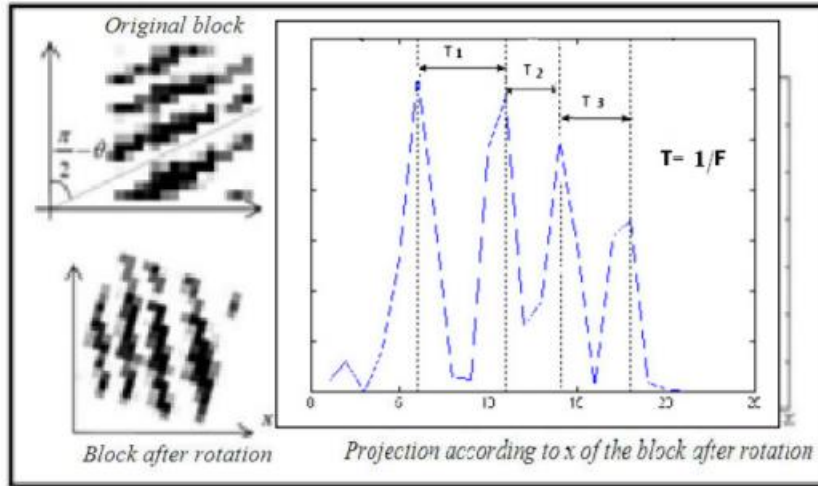 Original block
π/2 − θ
T 1
T 2
T 3
T= 1/F
0 5 10 15 20 25
x
Block after rotation
Projection according to x of the block after rotation